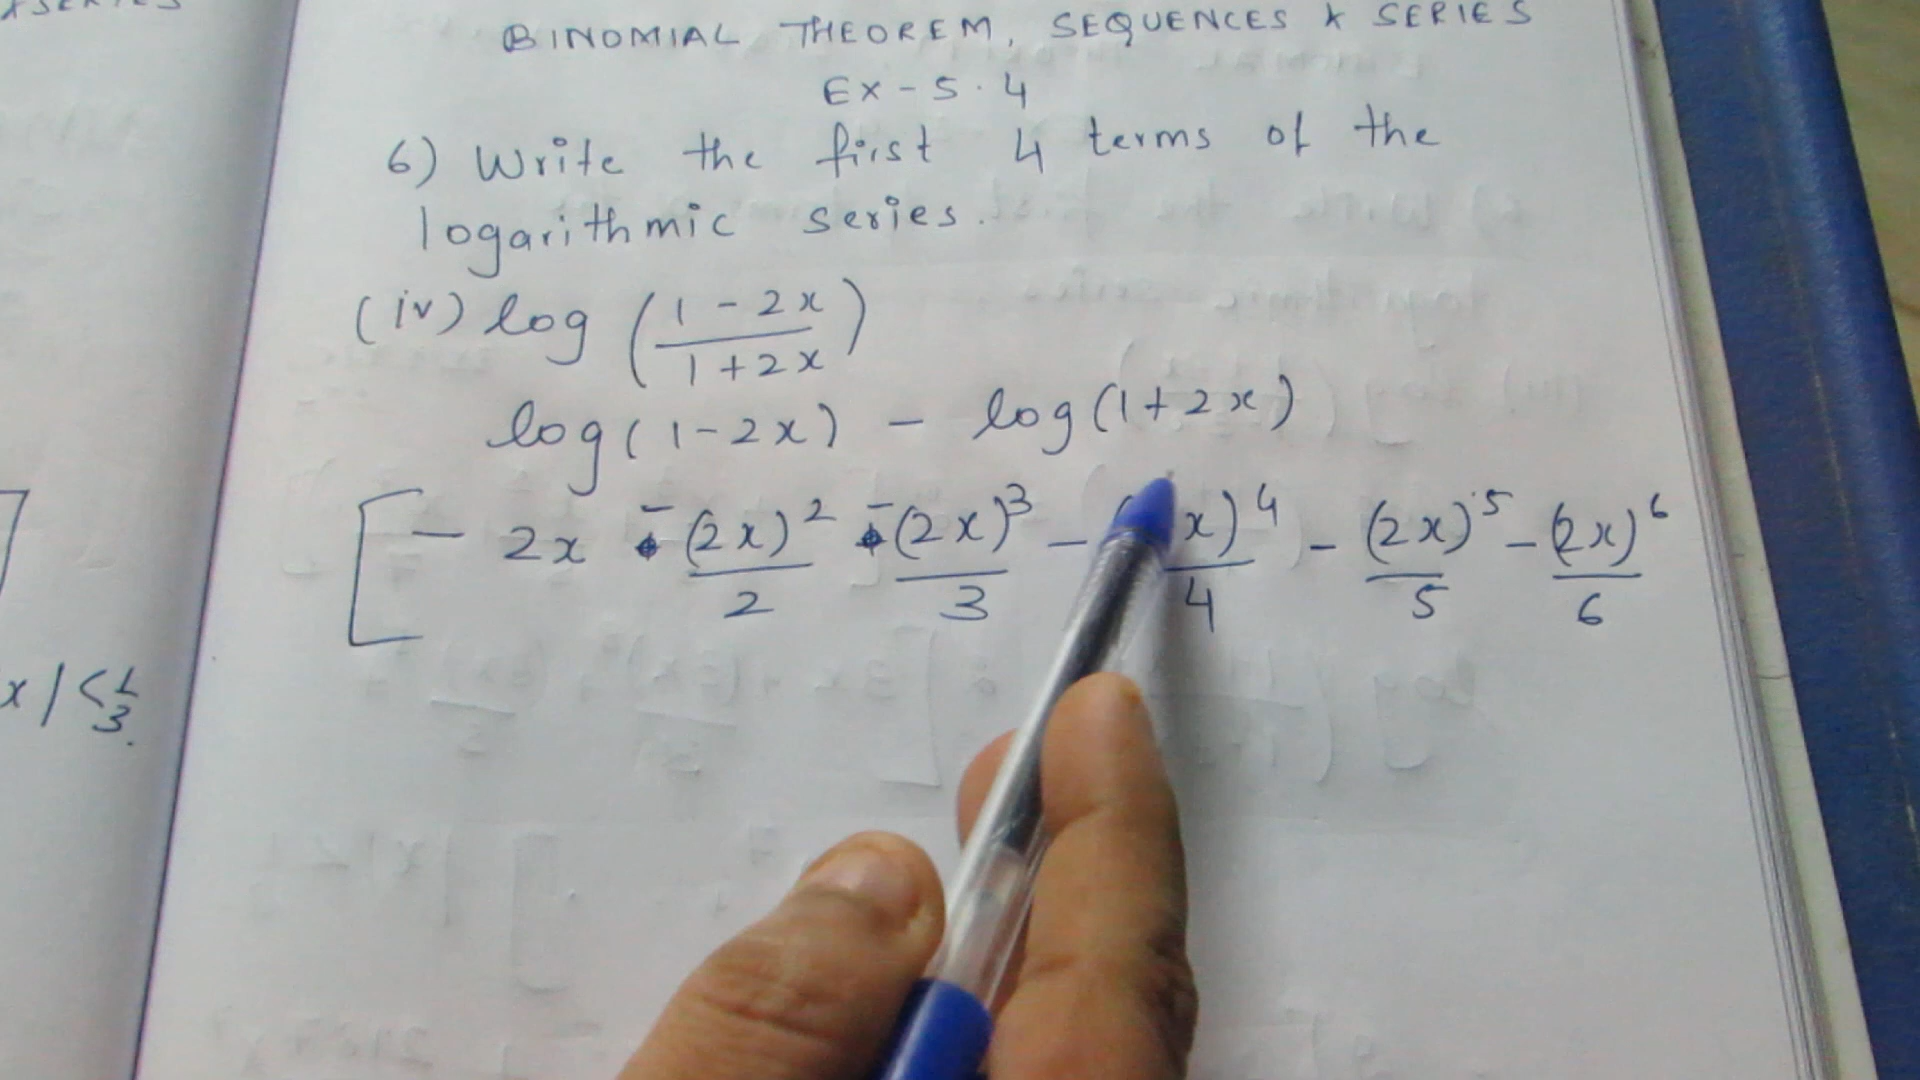 BINOMIAL THEOREM, SEQUENCES & SERIES
EX-5.4
6) Write the first 4 terms of the
logarithmic series.
(iv) log ((1-2x)/(1+2x))
log(1-2x) - log(1+2x)
[ - 2x - (2x)²/2 - (2x)³/3 - x)⁴/4 - (2x)⁵/5 - (2x)⁶/6
x|<1/3.